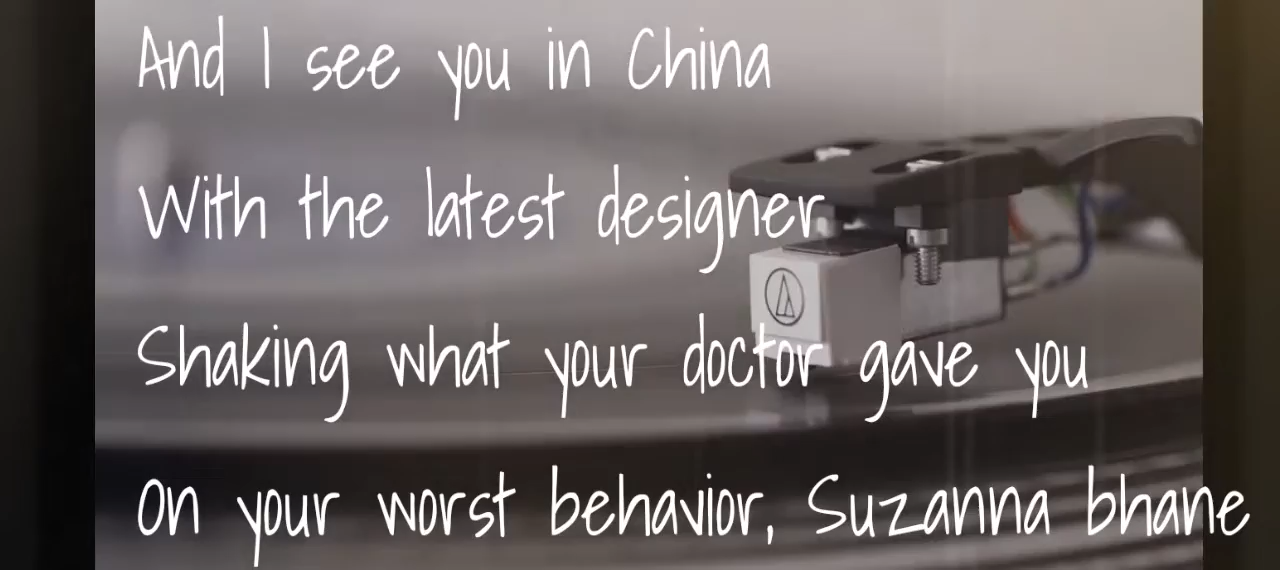 And I see you in China
With the latest designer
Shaking what your doctor gave you
On your worst behavior, Suzanna bhane